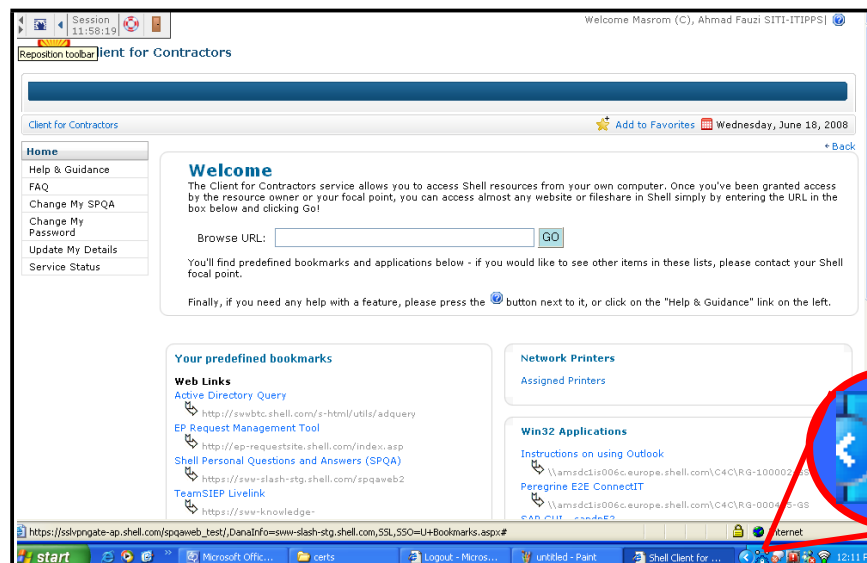 Session
11:58:19
Welcome Masrom (C), Ahmad Fauzi SITI-ITIPPS|
Reposition toolbar
lient for Contractors
Client for Contractors
Add to Favorites Wednesday, June 18, 2008
Back
Home
Help & Guidance
FAQ
Change My SPQA
Change My
Password
Update My Details
Service Status
Welcome
The Client for Contractors service allows you to access Shell resources from your own computer. Once you've been granted access
by the resource owner or your focal point, you can access almost any website or fileshare in Shell simply by entering the URL in the
box below and clicking Go!
Browse URL: GO
You'll find predefined bookmarks and applications below - if you would like to see other items in these lists, please contact your Shell
focal point.
Finally, if you need any help with a feature, please press the button next to it, or click on the "Help & Guidance" link on the left.
Your predefined bookmarks
Web Links
Active Directory Query
http://swwbtc.shell.com/s-html/utils/adquery
EP Request Management Tool
http://ep-requestsite.shell.com/index.asp
Shell Personal Questions and Answers (SPQA)
https://sww-slash-stg.shell.com/spqaweb2
TeamSIEP Livelink
https://sww-knowledge-
Network Printers
Assigned Printers
Win32 Applications
Instructions on using Outlook
\\amsdc1is006c.europe.shell.com\C4C\RG-100002-GS
Peregrine E2E ConnectIT
\\amsdc1is006c.europe.shell.com\C4C\RG-000435-GS
https://sslvpngate-ap.shell.com/spqaweb_test/,DanaInfo=sww-slash-stg.shell.com,SSL,SSO=U+Bookmarks.aspx#
start
Microsoft Offic...
certs
Logout - Micros...
untitled - Paint
Shell Client for ...
12:11 P